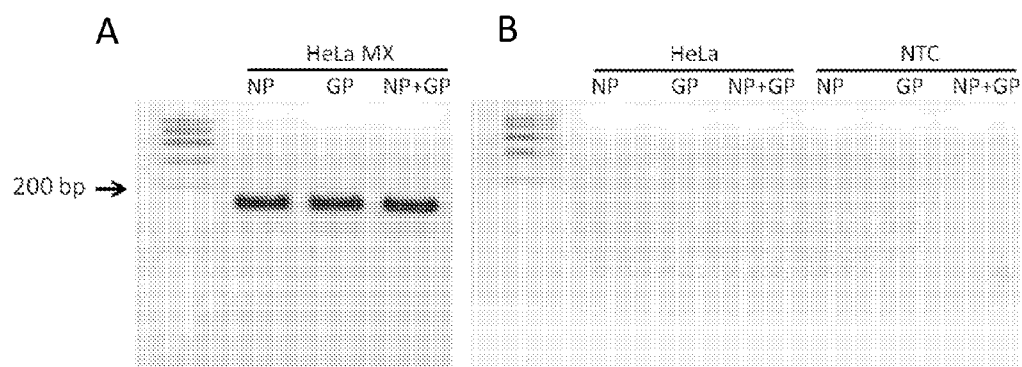 A
HeLa MX
NP GP NP+GP
200 bp
B
HeLa NTC
NP GP NP+GP NP GP NP+GP